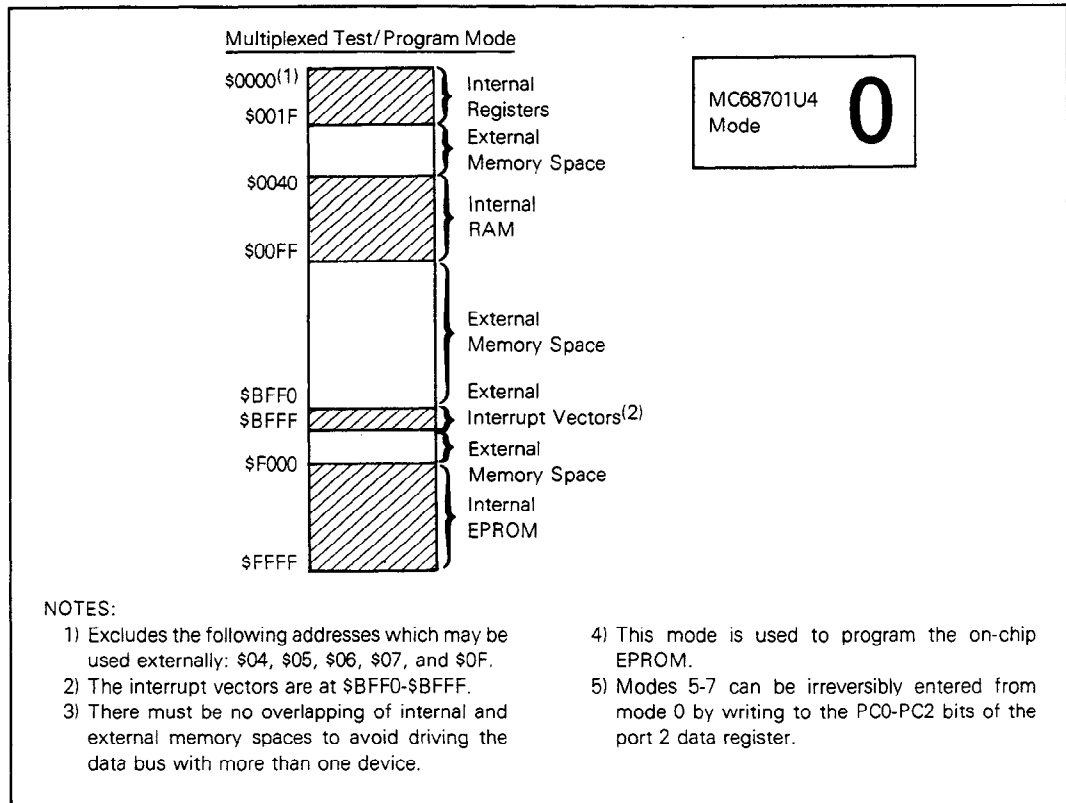 Multiplexed Test/Program Mode
$0000(1)
Internal
Registers
$001F
External
Memory Space
$0040
Internal
RAM
$00FF
External
Memory Space
$BFF0
External
$BFFF
Interrupt Vectors(2)
External
$F000
Memory Space
Internal
EPROM
$FFFF
MC68701U4
Mode
0
NOTES:
1) Excludes the following addresses which may be
used externally: $04, $05, $06, $07, and $0F.
2) The interrupt vectors are at $BFF0-$BFFF.
3) There must be no overlapping of internal and
external memory spaces to avoid driving the
data bus with more than one device.
4) This mode is used to program the on-chip
EPROM.
5) Modes 5-7 can be irreversibly entered from
mode 0 by writing to the PC0-PC2 bits of the
port 2 data register.